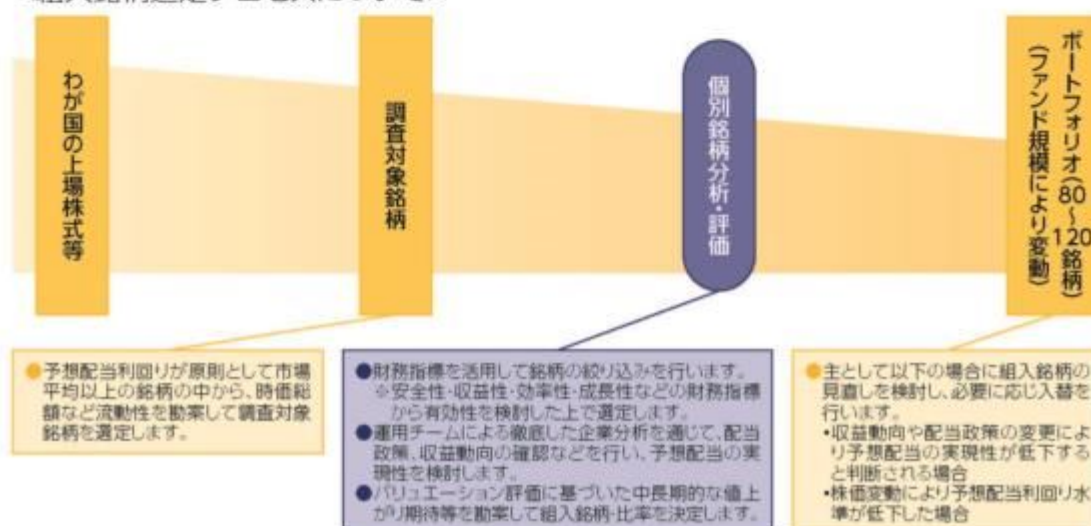 わが国の上場株式等
調査対象銘柄
個別銘柄分析・評価
ポートフォリオ(80〜120銘柄)
(ファンド規模により変動)
●予想配当利回りが原則として市場
平均以上の銘柄の中から、時価総
額など流動性を勘案して調査対象
銘柄を選定します。
●財務指標を活用して銘柄の絞り込みを行います。
※安全性・収益性・効率性・成長性などの財務指標
から有効性を検討した上で選定します。
●運用チームによる徹底した企業分析を通じて、配当
政策、収益動向の確認などを行い、予想配当の実
現性を検討します。
●バリュエーション評価に基づいた中長期的な値上
がり期待等を勘案して組入銘柄・比率を決定します。
●主として以下の場合に組入銘柄の
見直しを検討し、必要に応じ入替を
行います。
•収益動向や配当政策の変更によ
り予想配当の実現性が低下する
と判断される場合
•株価変動により予想配当利回り水
準が低下した場合